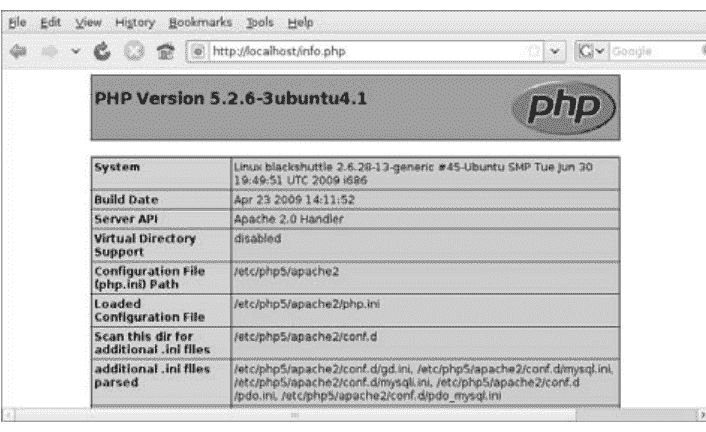 File Edit View History Bookmarks Tools Help
http://localhost/info.php
Google
PHP Version 5.2.6-3ubuntu4.1
php
System
Linux blackshuttle 2.6.28-13-generic #45-Ubuntu SMP Tue Jun 30
19:49:51 UTC 2009 i686
Build Date
Apr 23 2009 14:11:52
Server API
Apache 2.0 Handler
Virtual Directory
Support
disabled
Configuration File
(php.ini) Path
/etc/php5/apache2
Loaded
Configuration File
/etc/php5/apache2/php.ini
Scan this dir for
additional .ini files
/etc/php5/apache2/conf.d
additional .ini files
parsed
/etc/php5/apache2/conf.d/gd.ini, /etc/php5/apache2/conf.d/mysql.ini,
/etc/php5/apache2/conf.d/mysqli.ini, /etc/php5/apache2/conf.d
/pdo.ini, /etc/php5/apache2/conf.d/pdo_mysql.ini